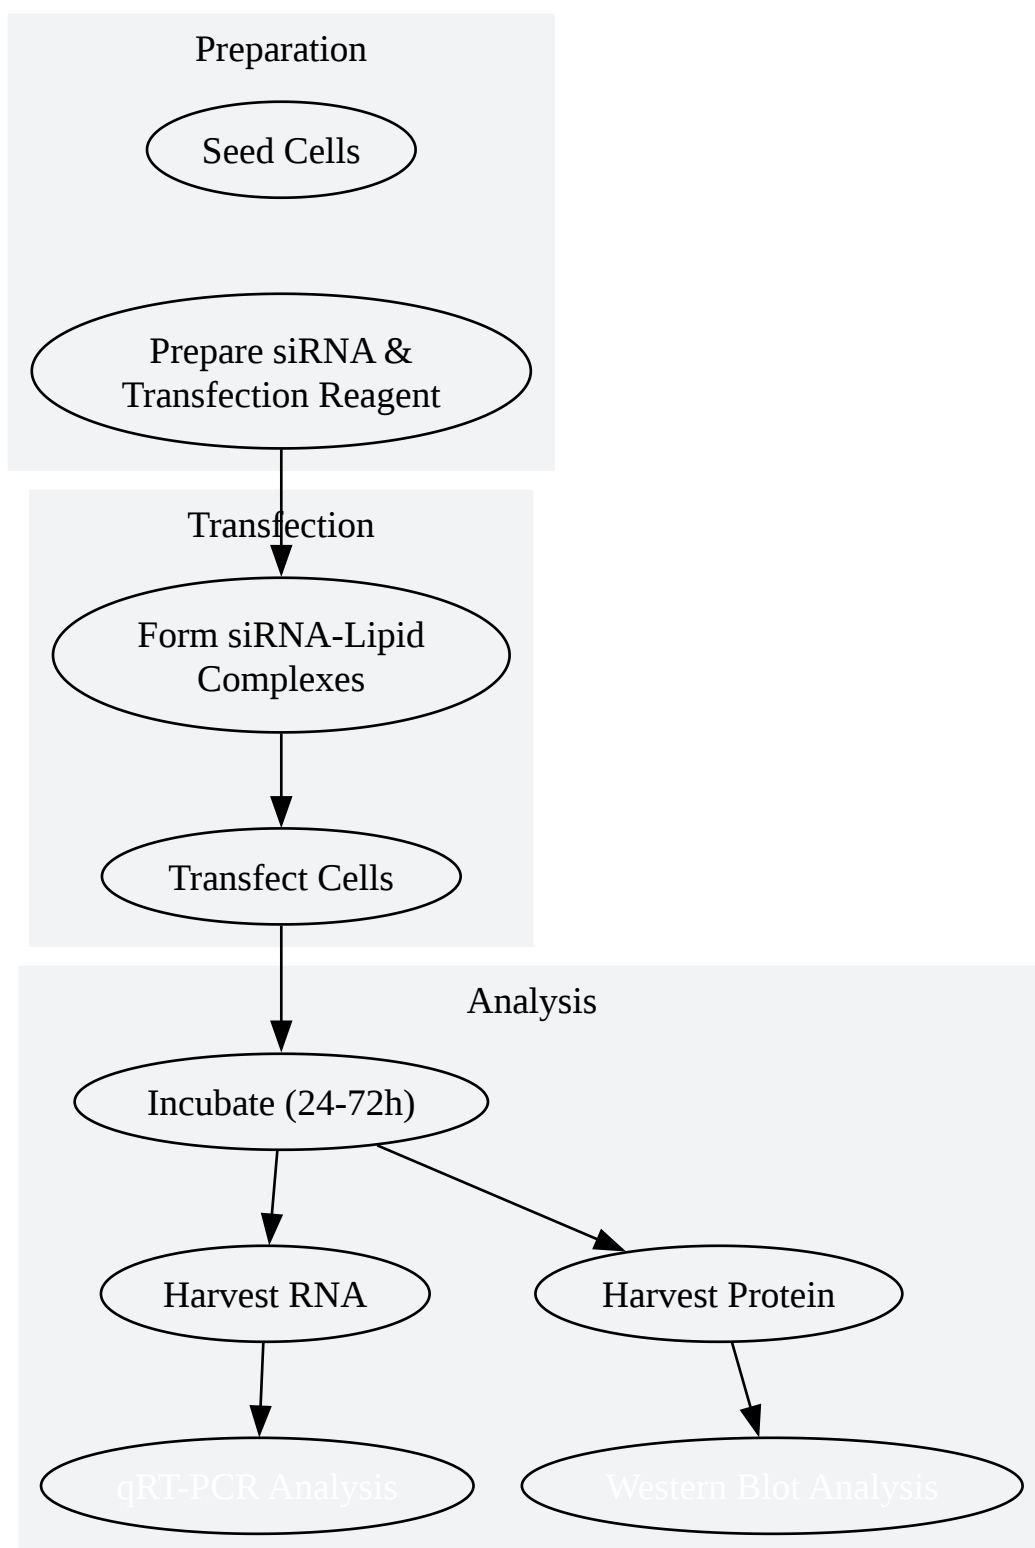 Preparation
Seed Cells
Prepare siRNA &
Transfection Reagent
Transfection
Form siRNA-Lipid
Complexes
Transfect Cells
Analysis
Incubate (24-72h)
Harvest RNA
Harvest Protein
qRT-PCR Analysis
Western Blot Analysis